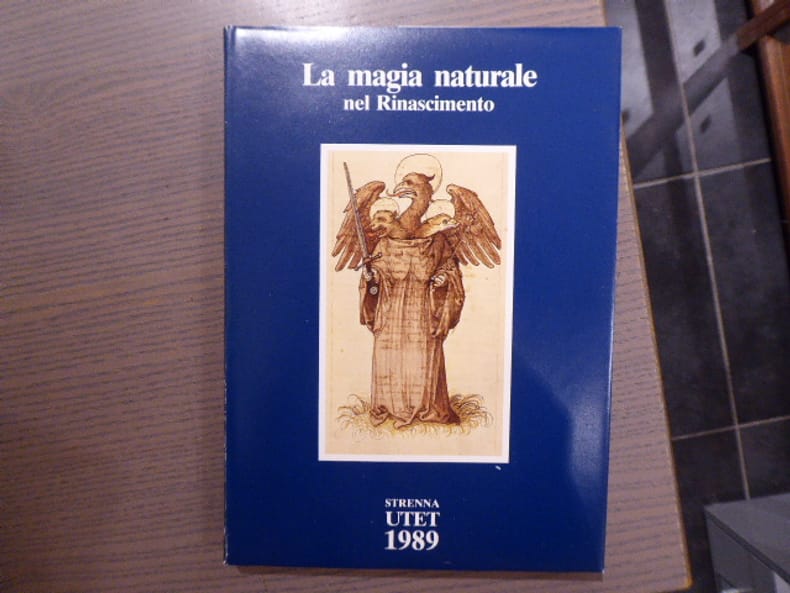 La magia naturale
nel Rinascimento
STRENNA
UTET
1989